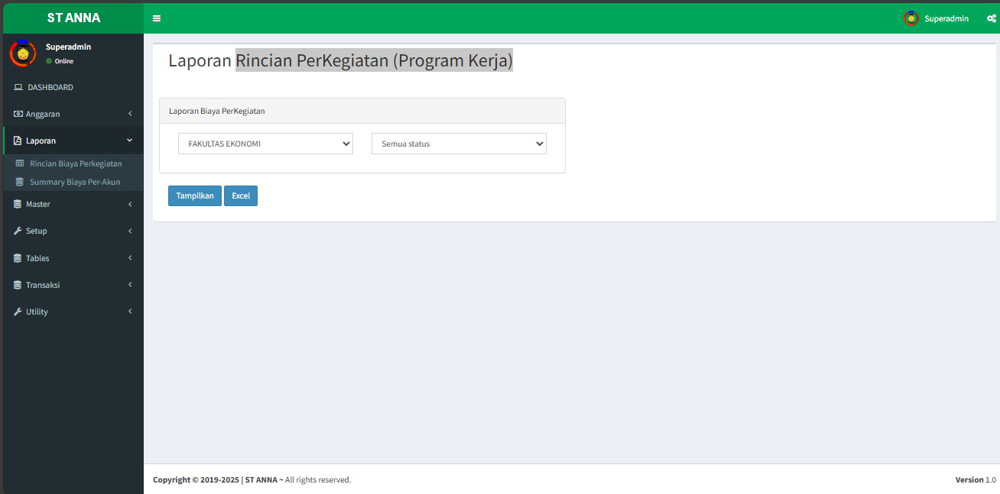 ST ANNA
Superadmin
Superadmin
Online
DASHBOARD
Anggaran
Laporan
Rincian Biaya Perkegiatan
Summary Biaya Per-Akun
Master
Setup
Tables
Transaksi
Utility
Laporan Rincian PerKegiatan (Program Kerja)
Laporan Biaya PerKegiatan
FAKULTAS EKONOMI
Semua status
Tampilkan
Excel
Copyright © 2019-2025 | ST ANNA ~ All rights reserved.
Version 1.0